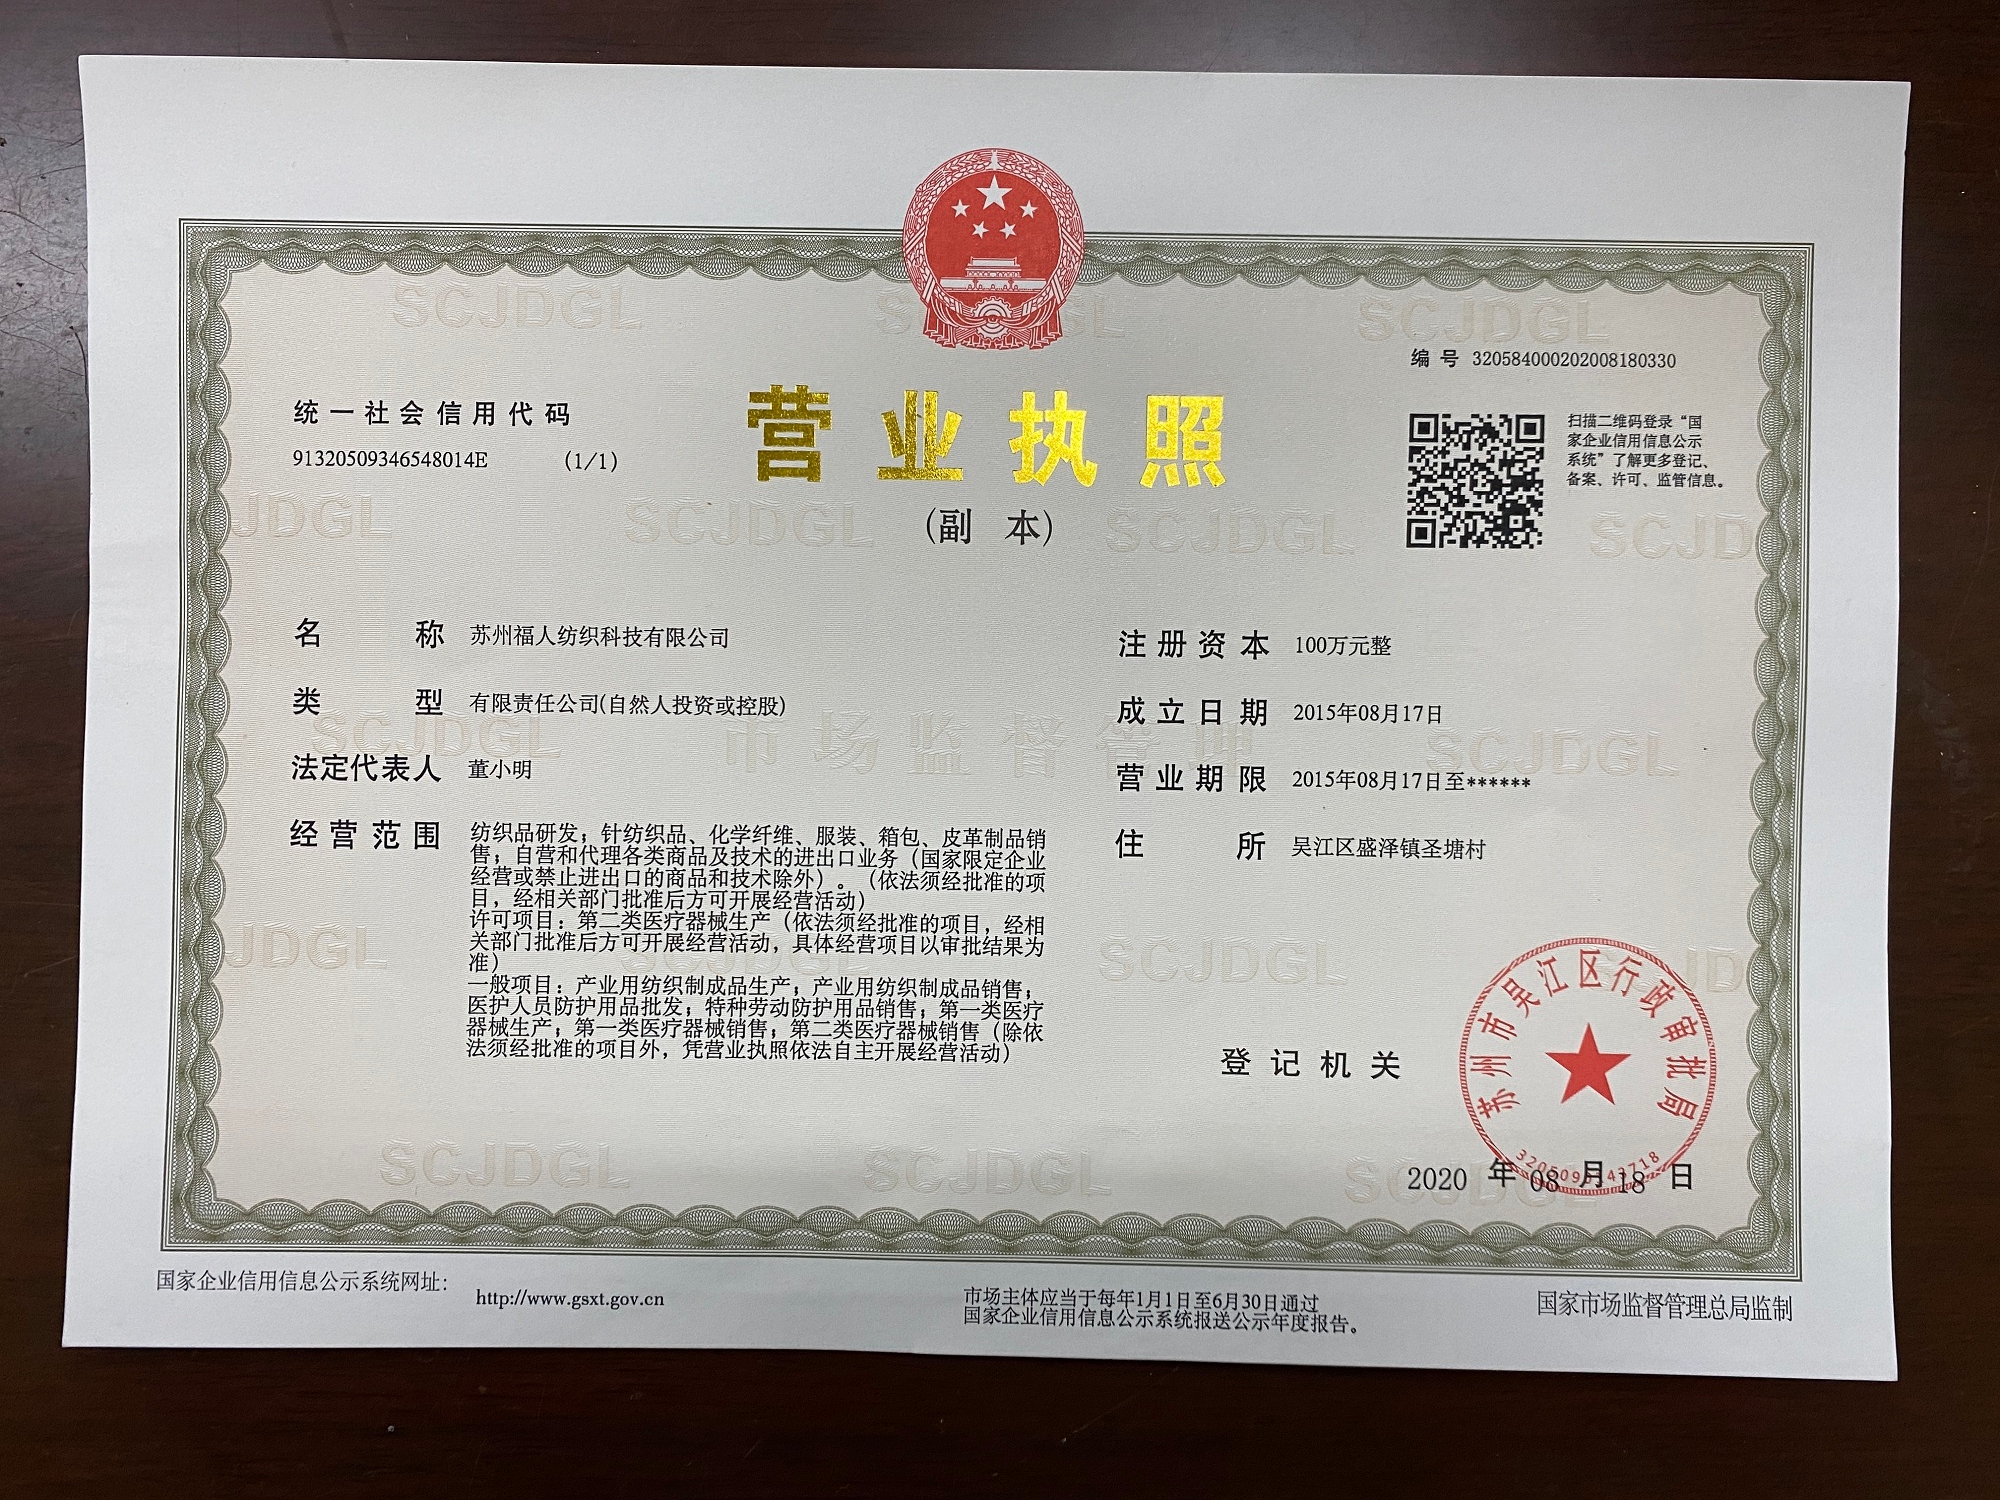 编号 320584000202008180330
统一社会信用代码
91320509346548014E (1/1)
营业执照
(副 本)
扫描二维码登录“国
家企业信用信息公示
系统”了解更多登记、
备案、许可、监管信息。
名称 苏州福人纺织科技有限公司
类型 有限责任公司(自然人投资或控股)
法定代表人 董小明
经营范围 纺织品研发；针纺织品、化学纤维、服装、箱包、皮革制品销
售；自营和代理各类商品及技术的进出口业务（国家限定企业
经营或禁止进出口的商品和技术除外）。（依法须经批准的项
目，经相关部门批准后方可开展经营活动）
许可项目：第二类医疗器械生产（依法须经批准的项目，经相
关部门批准后方可开展经营活动，具体经营项目以审批结果为
准）
一般项目：产业用纺织制成品生产；产业用纺织制成品销售；
医护人员防护用品批发；特种劳动防护用品销售；第一类医疗
器械生产；第一类医疗器械销售；第二类医疗器械销售（除依
法须经批准的项目外，凭营业执照依法自主开展经营活动）
注册资本 100万元整
成立日期 2015年08月17日
营业期限 2015年08月17日至******
住所 吴江区盛泽镇圣塘村
登记机关
苏州市吴江区行政审批局
2020 年 08 月 18 日
国家企业信用信息公示系统网址：
http://www.gsxt.gov.cn
市场主体应当于每年1月1日至6月30日通过
国家企业信用信息公示系统报送公示年度报告。
国家市场监督管理总局监制
SCJDGL
市场监督管理